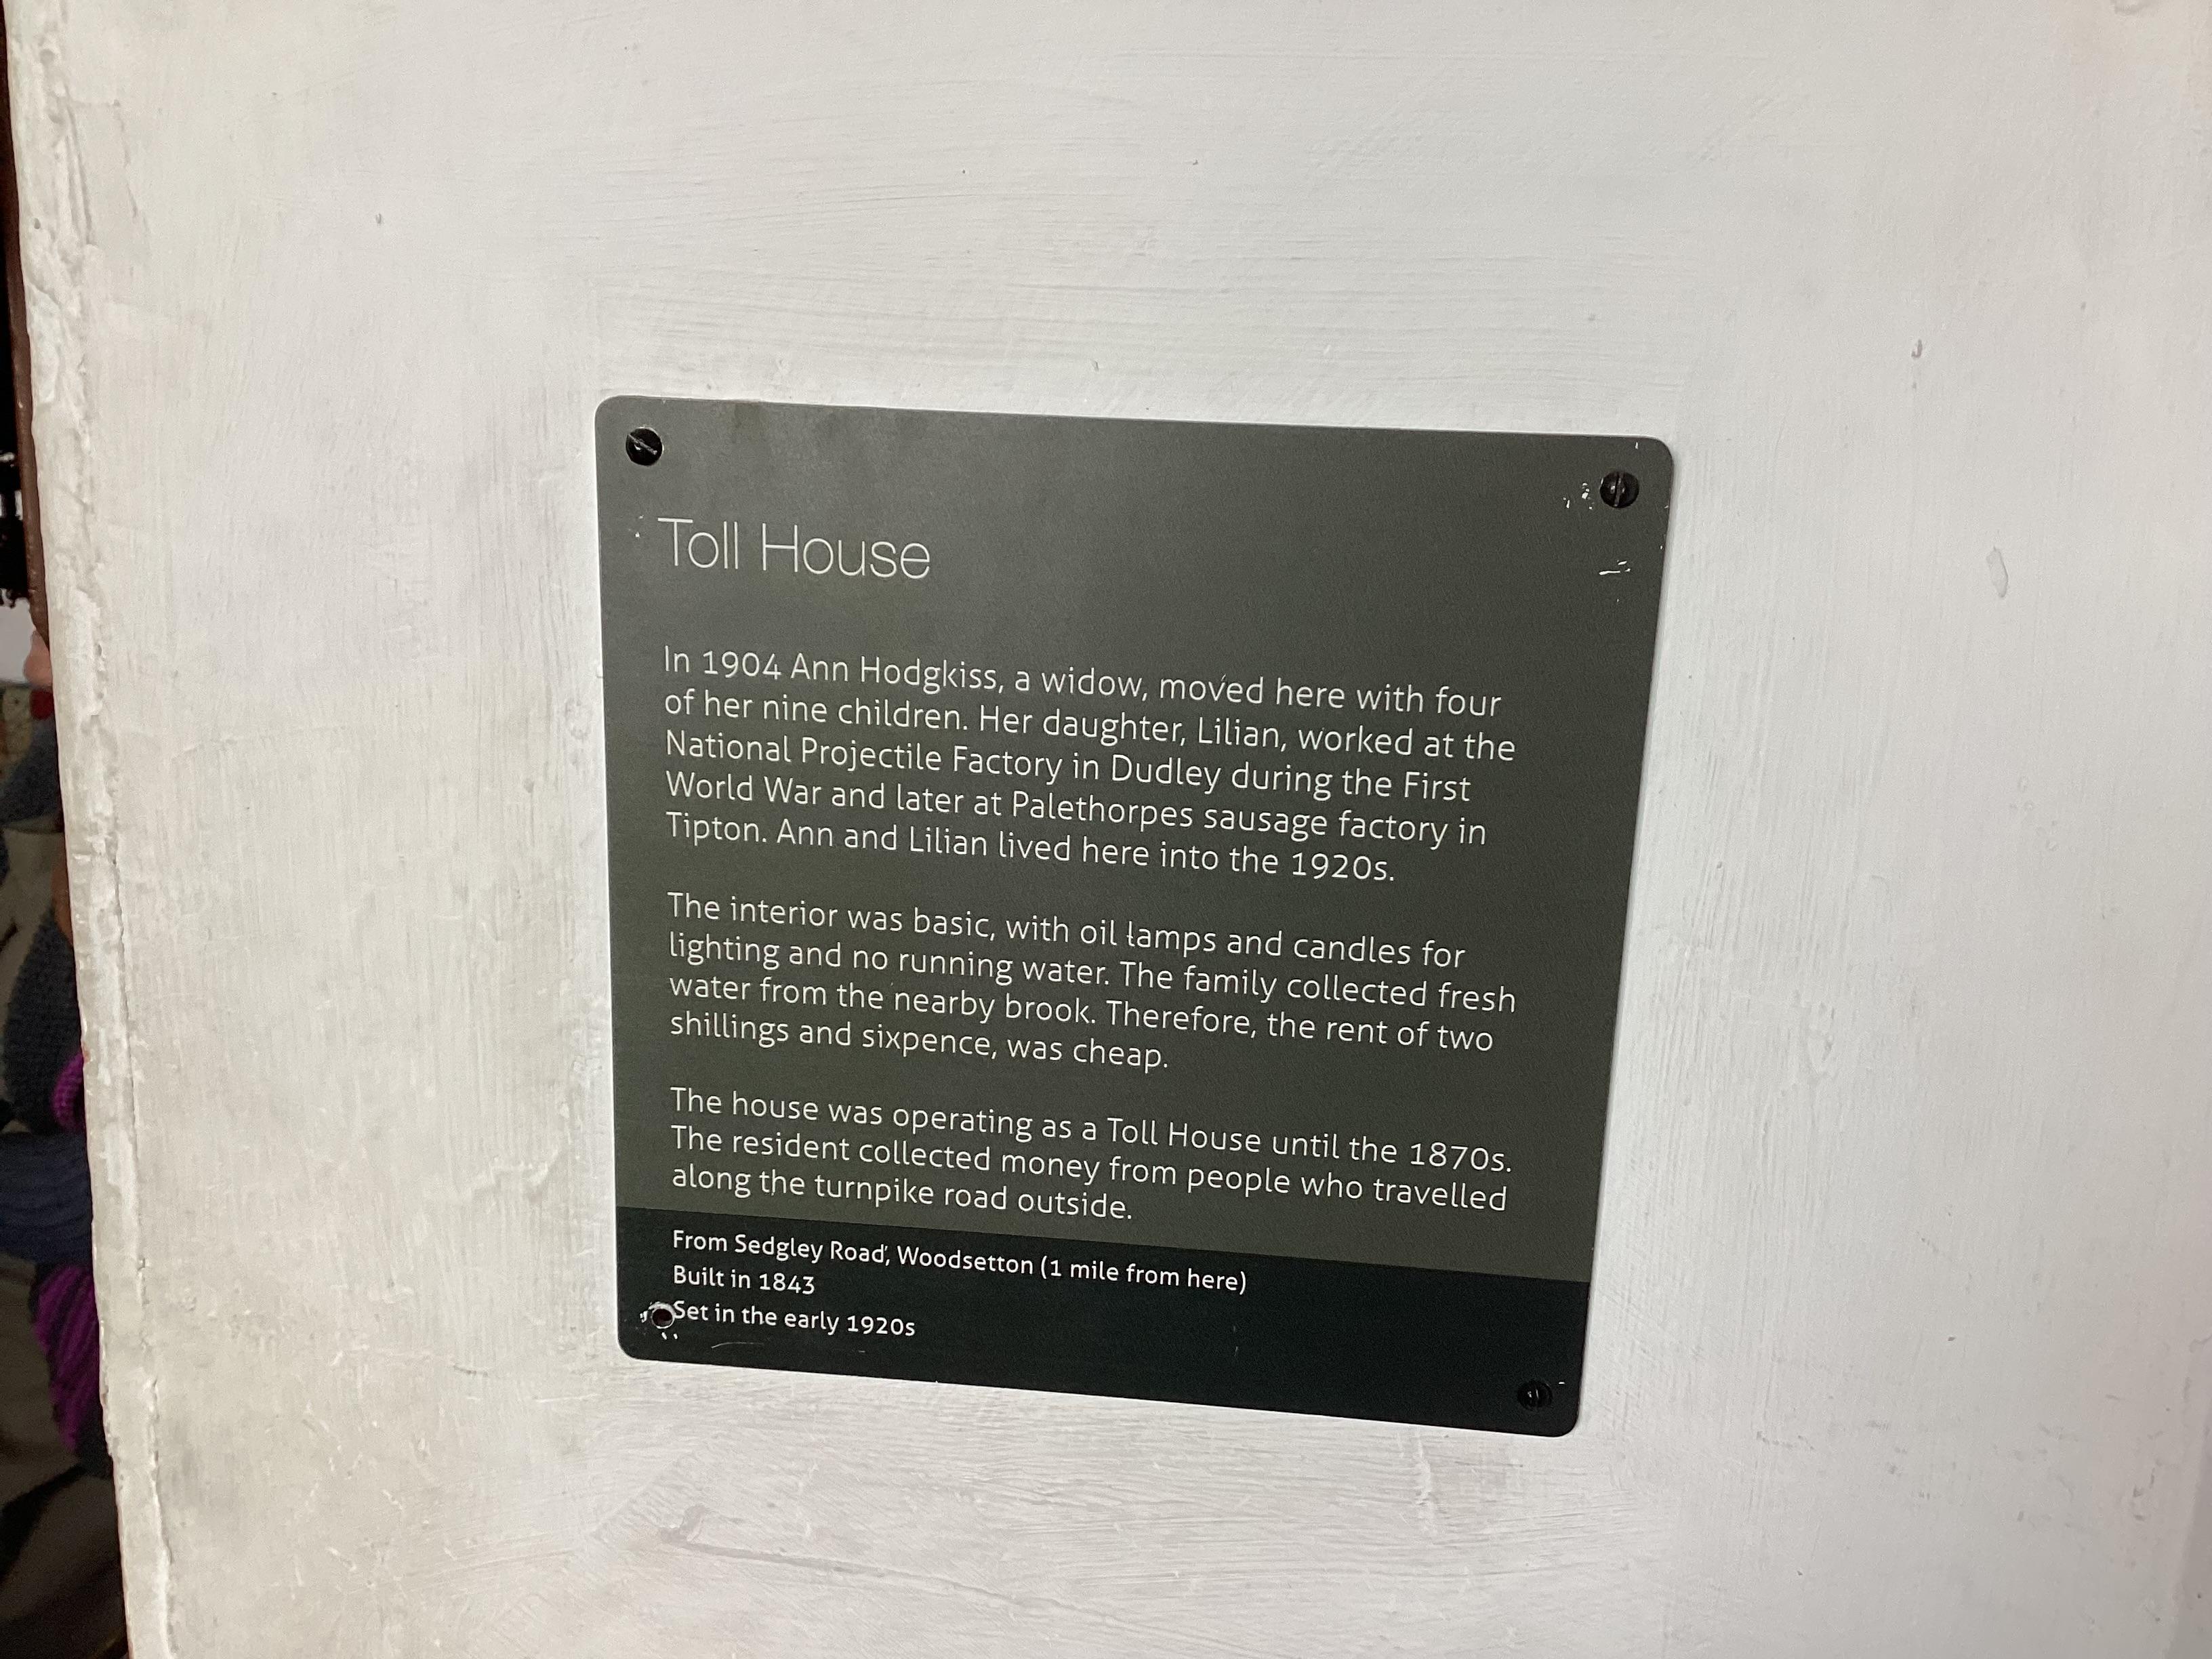 Toll House
In 1904 Ann Hodgkiss, a widow, moved here with four
of her nine children. Her daughter, Lilian, worked at the
National Projectile Factory in Dudley during the First
World War and later at Palethorpes sausage factory in
Tipton. Ann and Lilian lived here into the 1920s.
The interior was basic, with oil lamps and candles for
lighting and no running water. The family collected fresh
water from the nearby brook. Therefore, the rent of two
shillings and sixpence, was cheap.
The house was operating as a Toll House until the 1870s.
The resident collected money from people who travelled
along the turnpike road outside.
From Sedgley Road, Woodsetton (1 mile from here)
Built in 1843
Set in the early 1920s